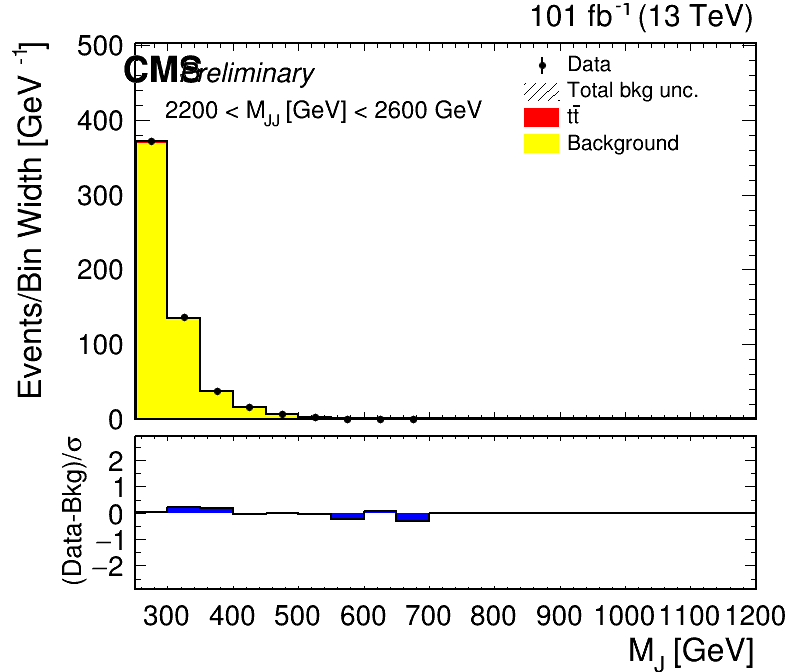 101 fb⁻¹ (13 TeV)
CMS Preliminary
2200 < M_JJ [GeV] < 2600 GeV
Data
Total bkg unc.
tt̄
Background
Events/Bin Width [GeV⁻¹]
500
400
300
200
100
0
(Data-Bkg)/σ
2
1
0
−1
−2
300 400 500 600 700 800 900 1000 1100 1200
M_J [GeV]